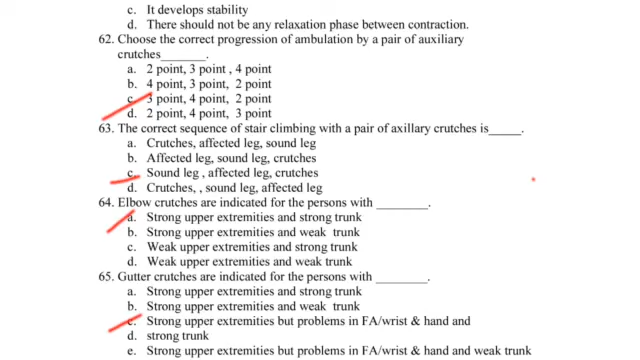 c. It develops stability
d. There should not be any relaxation phase between contraction.
62. Choose the correct progression of ambulation by a pair of auxiliary
crutches_______.
a. 2 point, 3 point , 4 point
b. 4 point, 3 point, 2 point
c. 3 point, 4 point, 2 point
d. 2 point, 4 point, 3 point
63. The correct sequence of stair climbing with a pair of axillary crutches is_____.
a. Crutches, affected leg, sound leg
b. Affected leg, sound leg, crutches
c. Sound leg , affected leg, crutches
d. Crutches, , sound leg, affected leg
64. Elbow crutches are indicated for the persons with ________.
a. Strong upper extremities and strong trunk
b. Strong upper extremities and weak trunk
c. Weak upper extremities and strong trunk
d. Weak upper extremities and weak trunk
65. Gutter crutches are indicated for the persons with ________.
a. Strong upper extremities and strong trunk
b. Strong upper extremities and weak trunk
c. Strong upper extremities but problems in FA/wrist & hand and
d. strong trunk
e. Strong upper extremities but problems in FA/wrist & hand and weak trunk